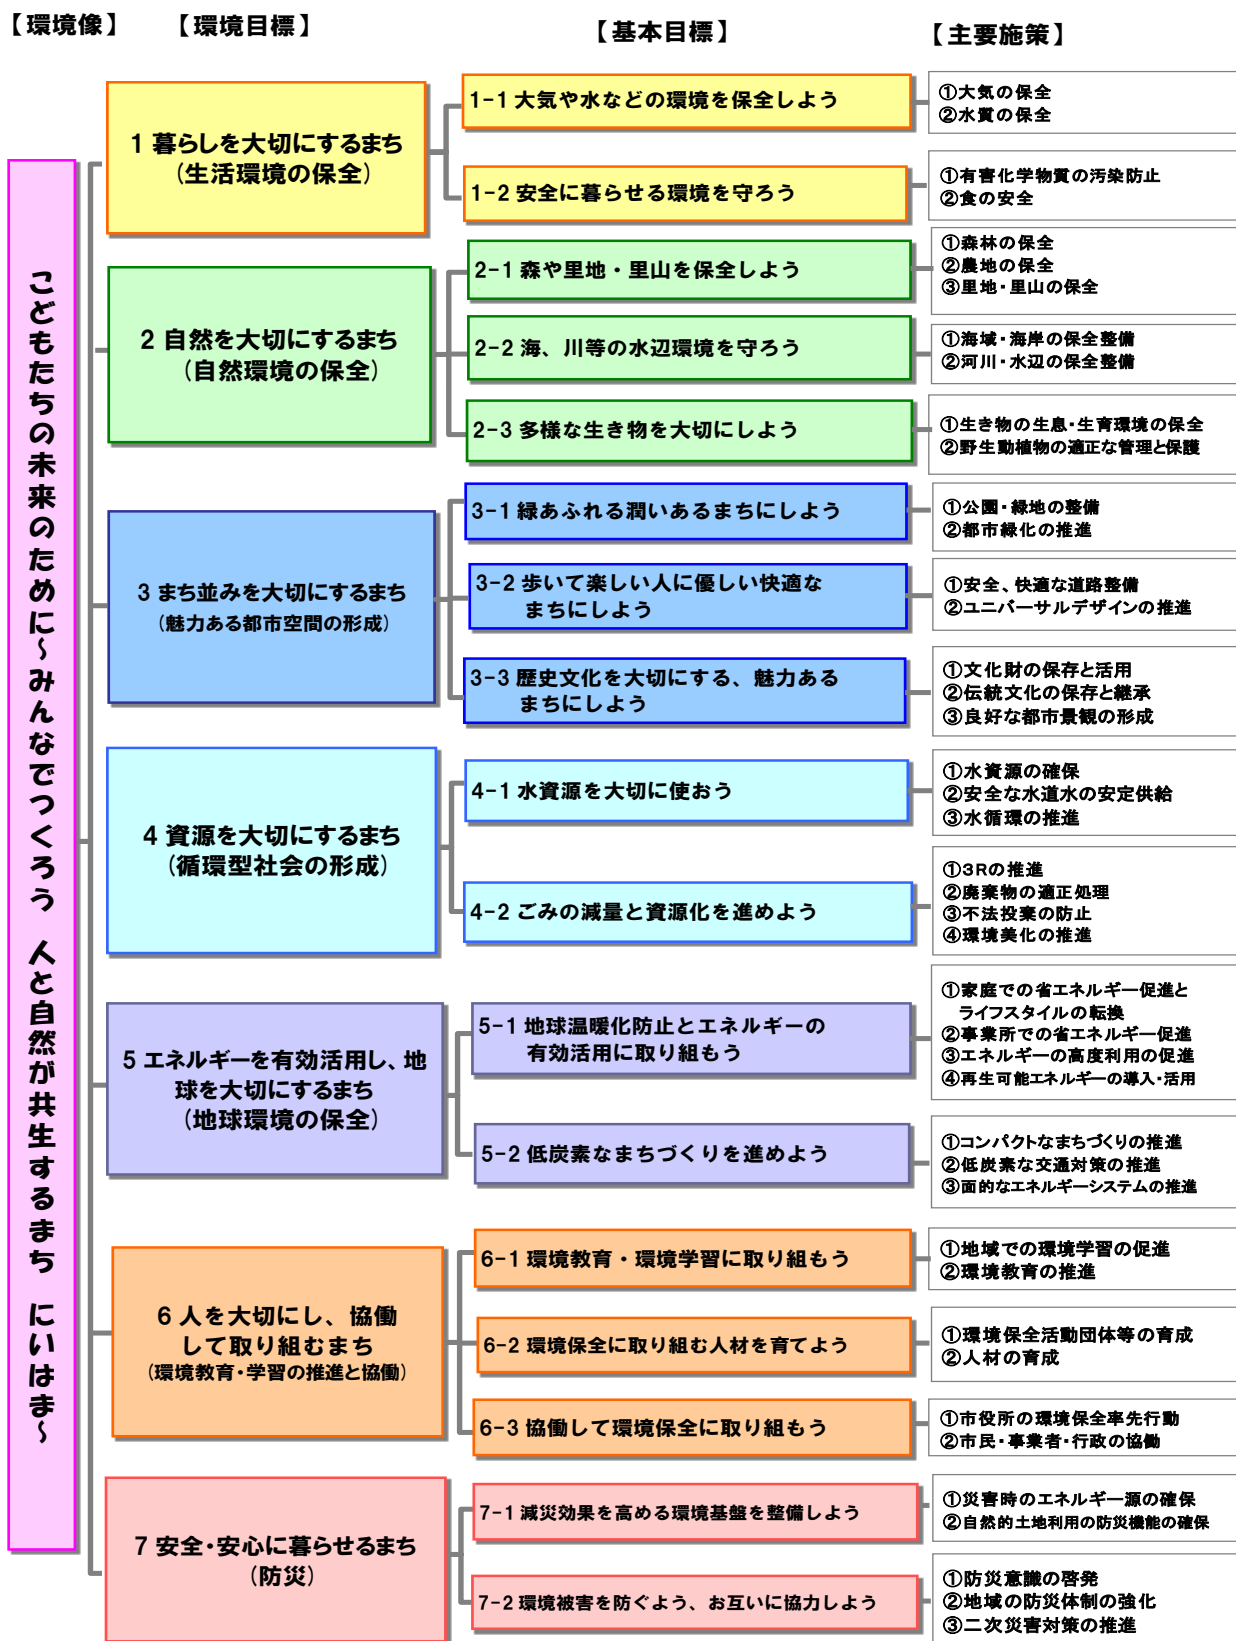 【環境像】
【環境目標】
【基本目標】
【主要施策】
こどもたちの未来のために～みんなでつくろう 人と自然が共生するまち にいはま～
1 暮らしを大切にするまち
(生活環境の保全)
1-1 大気や水などの環境を保全しよう
①大気の保全
②水質の保全
1-2 安全に暮らせる環境を守ろう
①有害化学物質の汚染防止
②食の安全
2 自然を大切にするまち
(自然環境の保全)
2-1 森や里地・里山を保全しよう
①森林の保全
②農地の保全
③里地・里山の保全
2-2 海、川等の水辺環境を守ろう
①海域・海岸の保全整備
②河川・水辺の保全整備
2-3 多様な生き物を大切にしよう
①生き物の生息・生育環境の保全
②野生動植物の適正な管理と保護
3 まち並みを大切にするまち
(魅力ある都市空間の形成)
3-1 緑あふれる潤いあるまちにしよう
①公園・緑地の整備
②都市緑化の推進
3-2 歩いて楽しい人に優しい快適な
まちにしよう
①安全、快適な道路整備
②ユニバーサルデザインの推進
3-3 歴史文化を大切にする、魅力ある
まちにしよう
①文化財の保存と活用
②伝統文化の保存と継承
③良好な都市景観の形成
4 資源を大切にするまち
(循環型社会の形成)
4-1 水資源を大切に使おう
①水資源の確保
②安全な水道水の安定供給
③水循環の推進
4-2 ごみの減量と資源化を進めよう
①3Rの推進
②廃棄物の適正処理
③不法投棄の防止
④環境美化の推進
5 エネルギーを有効活用し、地
球を大切にするまち
(地球環境の保全)
5-1 地球温暖化防止とエネルギーの
有効活用に取り組もう
①家庭での省エネルギー促進と
ライフスタイルの転換
②事業所での省エネルギー促進
③エネルギーの高度利用の促進
④再生可能エネルギーの導入・活用
5-2 低炭素なまちづくりを進めよう
①コンパクトなまちづくりの推進
②低炭素な交通対策の推進
③面的なエネルギーシステムの推進
6 人を大切にし、協働
して取り組むまち
(環境教育・学習の推進と協働)
6-1 環境教育・環境学習に取り組もう
①地域での環境学習の促進
②環境教育の推進
6-2 環境保全に取り組む人材を育てよう
①環境保全活動団体等の育成
②人材の育成
6-3 協働して環境保全に取り組もう
①市役所の環境保全率先行動
②市民・事業者・行政の協働
7 安全・安心に暮らせるまち
(防災)
7-1 減災効果を高める環境基盤を整備しよう
①災害時のエネルギー源の確保
②自然的土地利用の防災機能の確保
7-2 環境被害を防ぐよう、お互いに協力しよう
①防災意識の啓発
②地域の防災体制の強化
③二次災害対策の推進